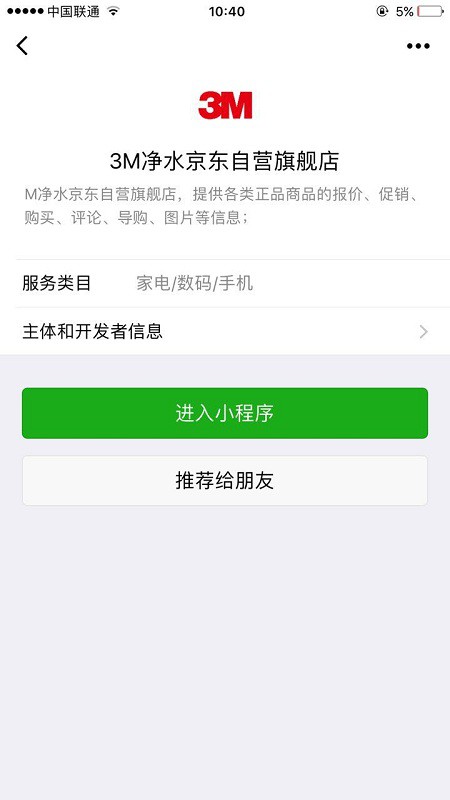 中国联通 10:40 5%
3M
3M净水京东自营旗舰店
M净水京东自营旗舰店，提供各类正品商品的报价、促销、
购买、评论、导购、图片等信息；
服务类目 家电/数码/手机
主体和开发者信息
进入小程序
推荐给朋友